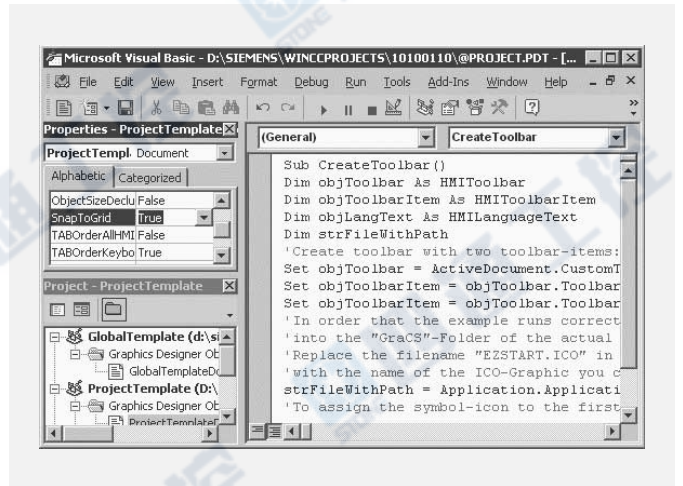 Microsoft Visual Basic - D:\SIEMENS\WINCCPROJECTS\10100110\@PROJECT.PDT - [...
File Edit View Insert Format Debug Run Tools Add-Ins Window Help
Properties - ProjectTemplate
ProjectTempl. Document
Alphabetic Categorized
ObjectSizeDeclu False
SnapToGrid True
TABOrderAllHMI False
TABOrderKeybo True
Project - ProjectTemplate
GlobalTemplate (d:\si
Graphics Designer Ob
GlobalTemplateDo
ProjectTemplate (D:\
Graphics Designer Ob
ProjectTemplateD
(General) CreateToolbar
Sub CreateToolbar()
Dim objToolbar As HMIToolbar
Dim objToolbarItem As HMIToolbarItem
Dim objLangText As HMILanguageText
Dim strFileWithPath
'Create toolbar with two toolbar-items:
Set objToolbar = ActiveDocument.CustomT
Set objToolbarItem = objToolbar.Toolbar
Set objToolbarItem = objToolbar.Toolbar
'In order that the example runs correct
'into the "GraCS"-Folder of the actual
'Replace the filename "EZSTART.ICO" in
'with the name of the ICO-Graphic you c
strFileWithPath = Application.Applicati
'To assign the symbol-icon to the first